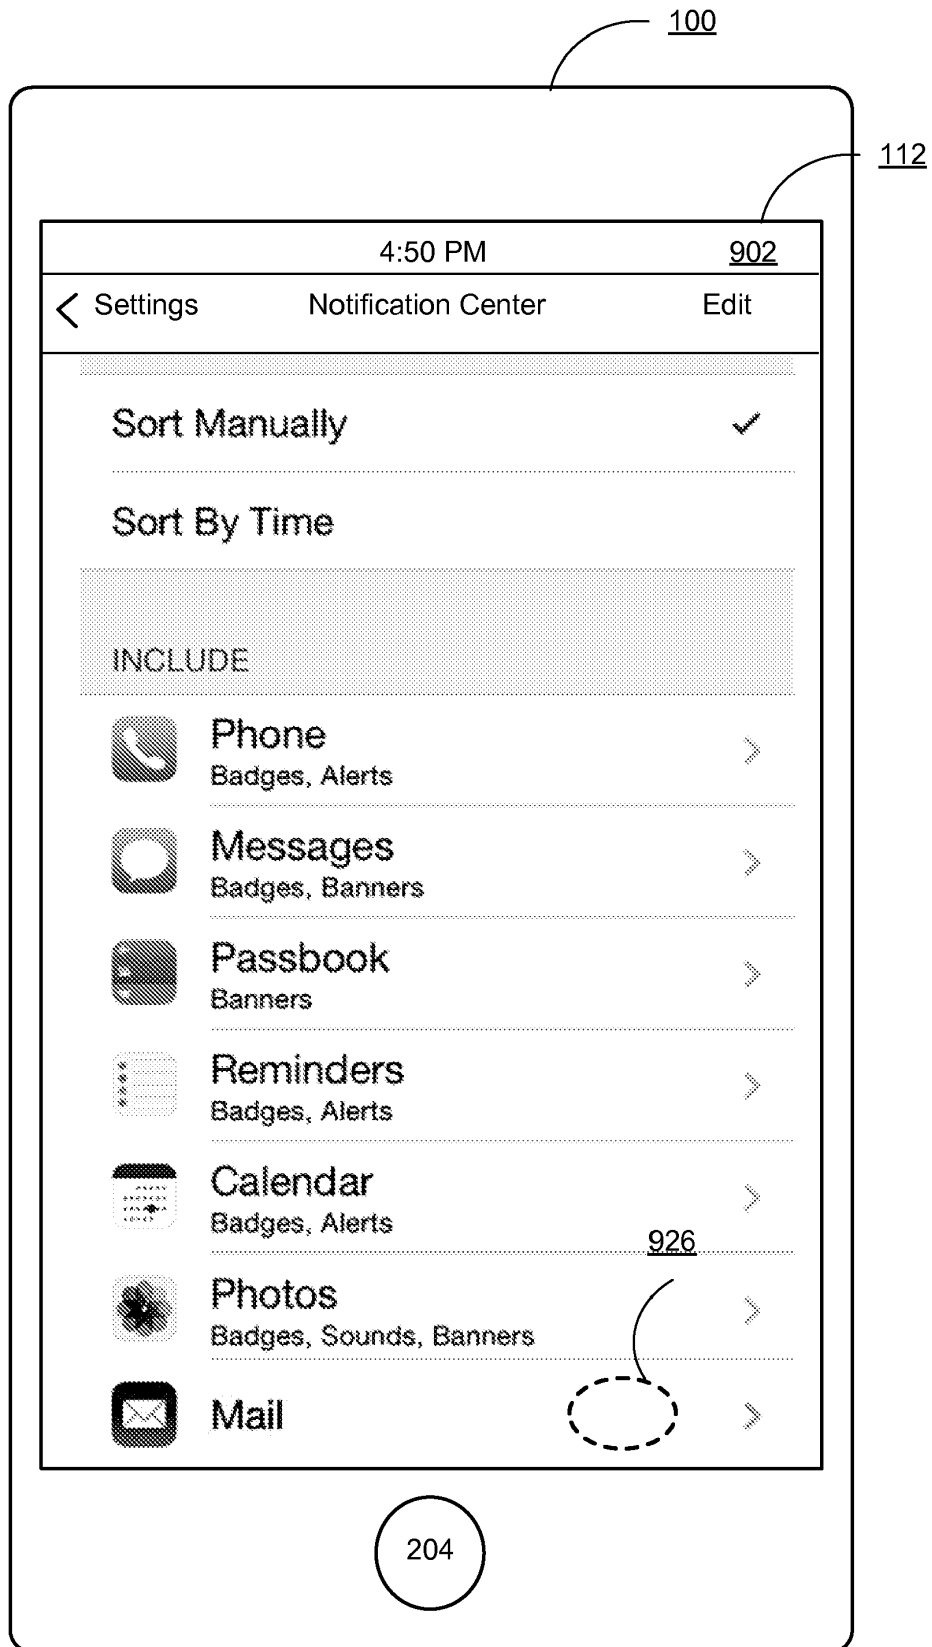 100
112
4:50 PM 902
Settings Notification Center Edit
Sort Manually
Sort By Time
INCLUDE
Phone
Badges, Alerts
Messages
Badges, Banners
Passbook
Banners
Reminders
Badges, Alerts
Calendar
Badges, Alerts
926
Photos
Badges, Sounds, Banners
Mail
204